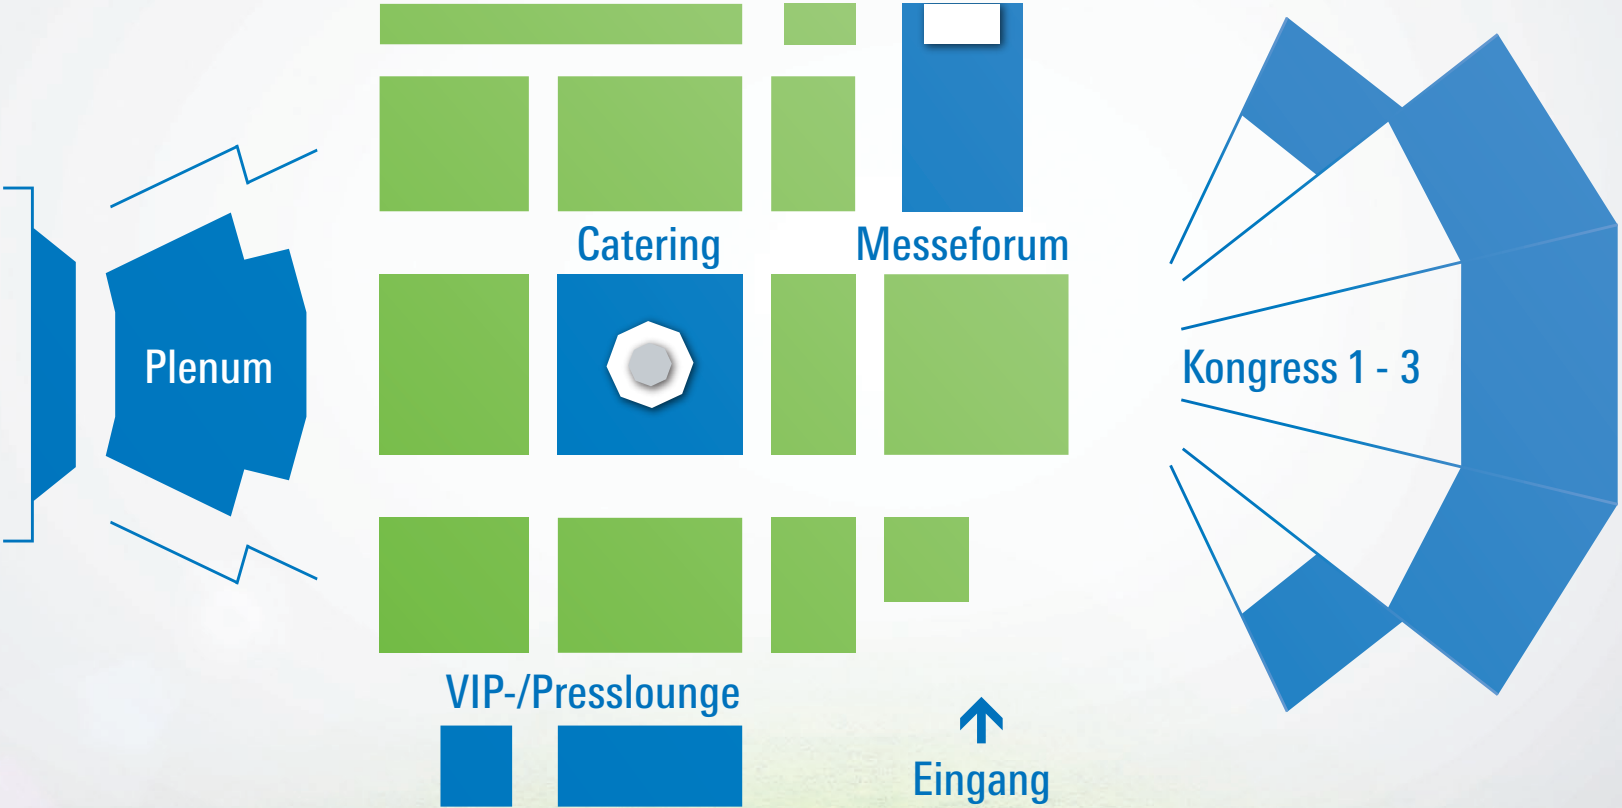 Catering
Messeforum
Plenum
Kongress 1 - 3
VIP-/Presslounge
Eingang